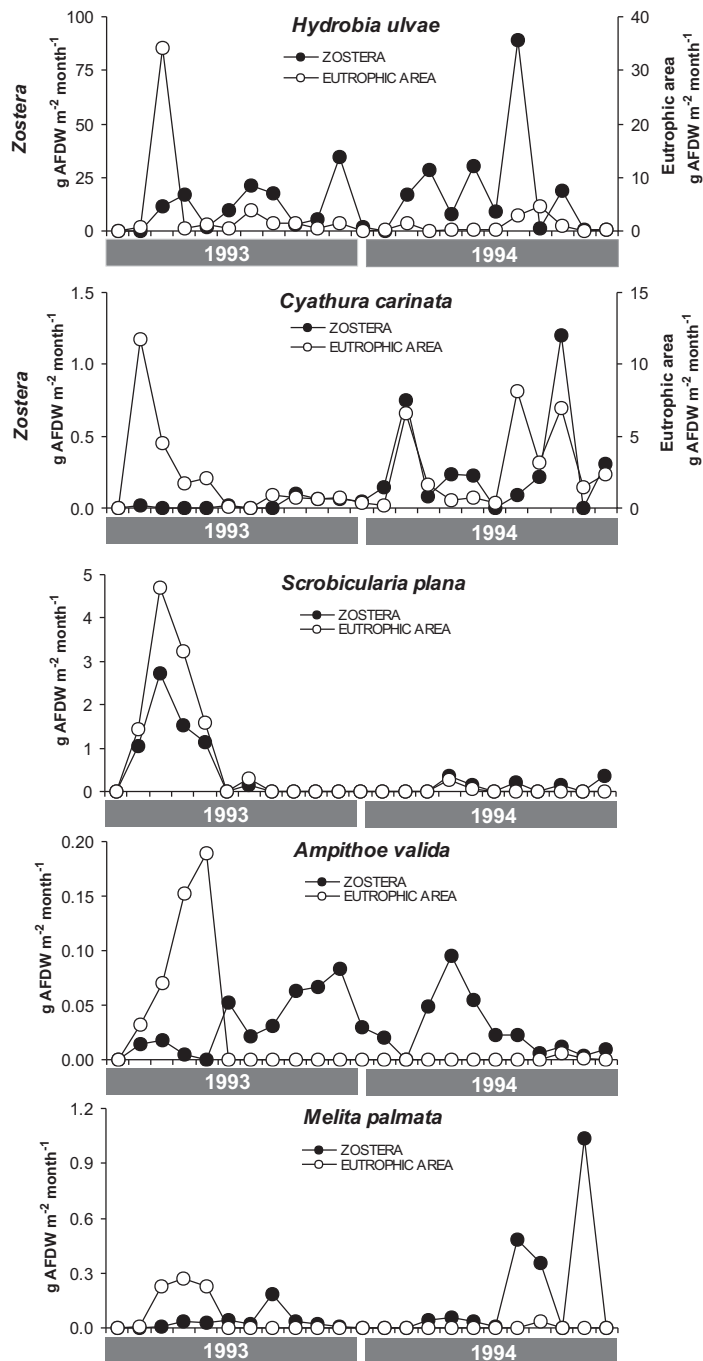 Hydrobia ulvae
ZOSTERA
EUTROPHIC AREA
Zostera
g AFDW m-2 month-1
100
75
50
25
0
Eutrophic area
g AFDW m-2 month-1
40
30
20
10
0
1993
1994
Cyathura carinata
ZOSTERA
EUTROPHIC AREA
Zostera
g AFDW m-2 month-1
1.5
1.0
0.5
0.0
Eutrophic area
g AFDW m-2 month-1
15
10
5
0
1993
1994
Scrobicularia plana
ZOSTERA
EUTROPHIC AREA
g AFDW m-2 month-1
5
4
3
2
1
0
1993
1994
Ampithoe valida
ZOSTERA
EUTROPHIC AREA
g AFDW m-2 month-1
0.20
0.15
0.10
0.05
0.00
1993
1994
Melita palmata
ZOSTERA
EUTROPHIC AREA
g AFDW m-2 month-1
1.2
0.9
0.6
0.3
0.0
1993
1994